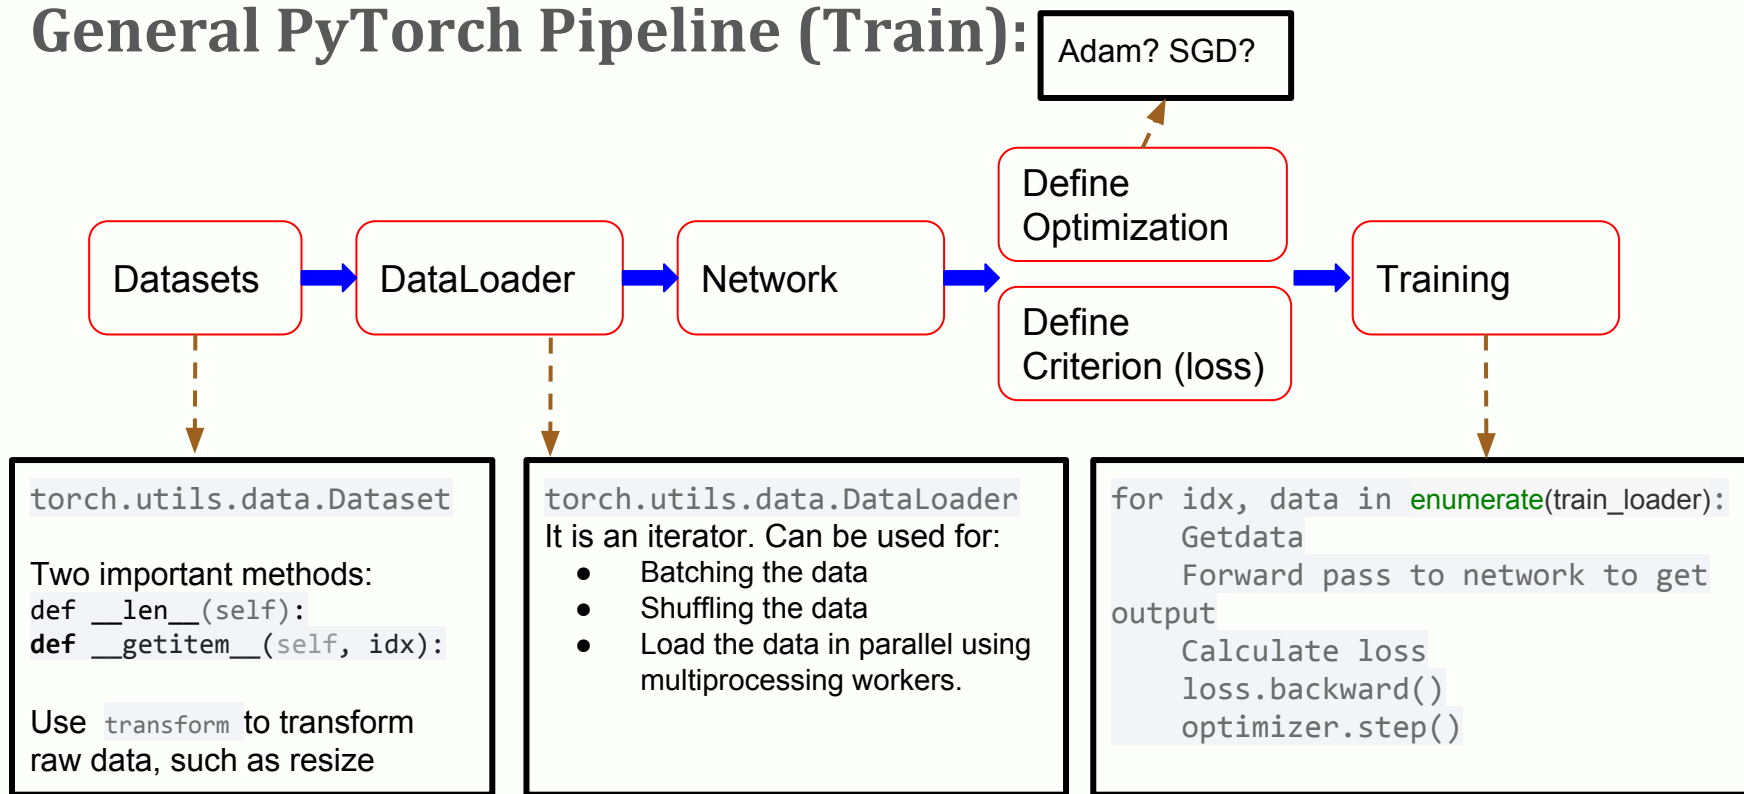 General PyTorch Pipeline (Train):
Adam? SGD?
Define
Optimization
Datasets
DataLoader
Network
Define
Criterion (loss)
Training
torch.utils.data.Dataset
Two important methods:
def __len__(self):
def __getitem__(self, idx):
Use transform to transform
raw data, such as resize
torch.utils.data.DataLoader
It is an iterator. Can be used for:
● Batching the data
● Shuffling the data
● Load the data in parallel using
multiprocessing workers.
for idx, data in enumerate(train_loader):
Getdata
Forward pass to network to get
output
Calculate loss
loss.backward()
optimizer.step()